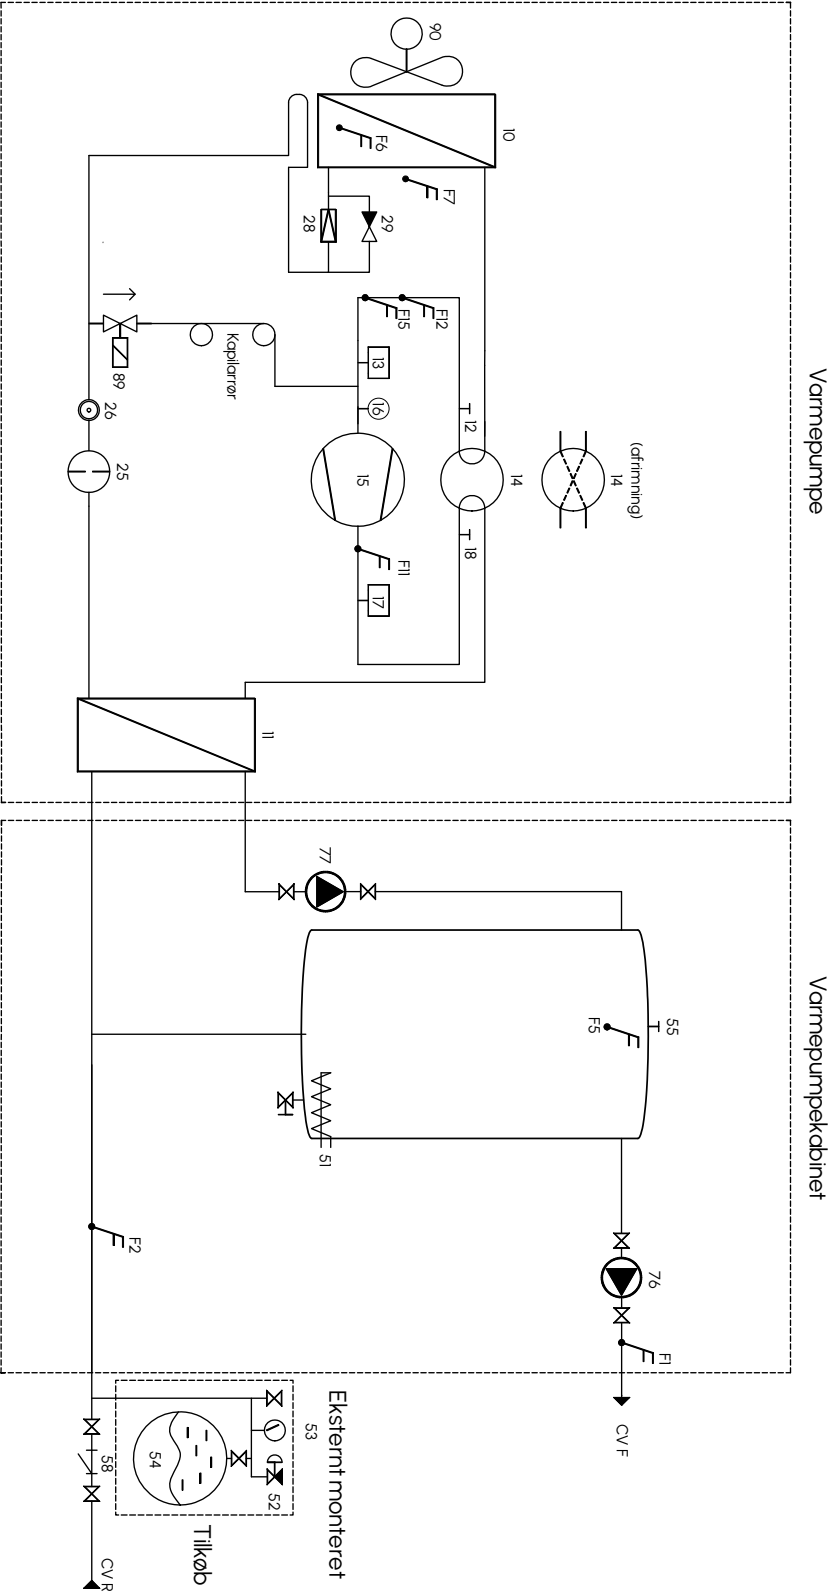 Varmepumpe
Varmepumpekabinet
90
10
F6
F7
29
28
(afrimning)
14
14
12
18
F12
F15
13
16
15
F11
17
Kapilarrør
89
26
25
11
77
55
F5
51
76
F1
CV F
F2
Eksternt monteret
53
52
54
58
Tilkøb
CV R